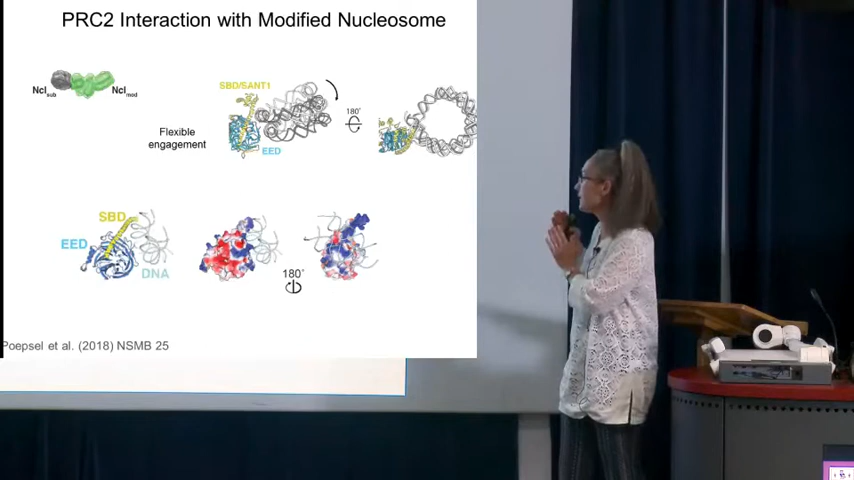 PRC2 Interaction with Modified Nucleosome
Ncl sub
Ncl mod
SBD/SANT1
180°
Flexible
engagement
EED
SBD
EED
DNA
180°
Poepsel et al. (2018) NSMB 25